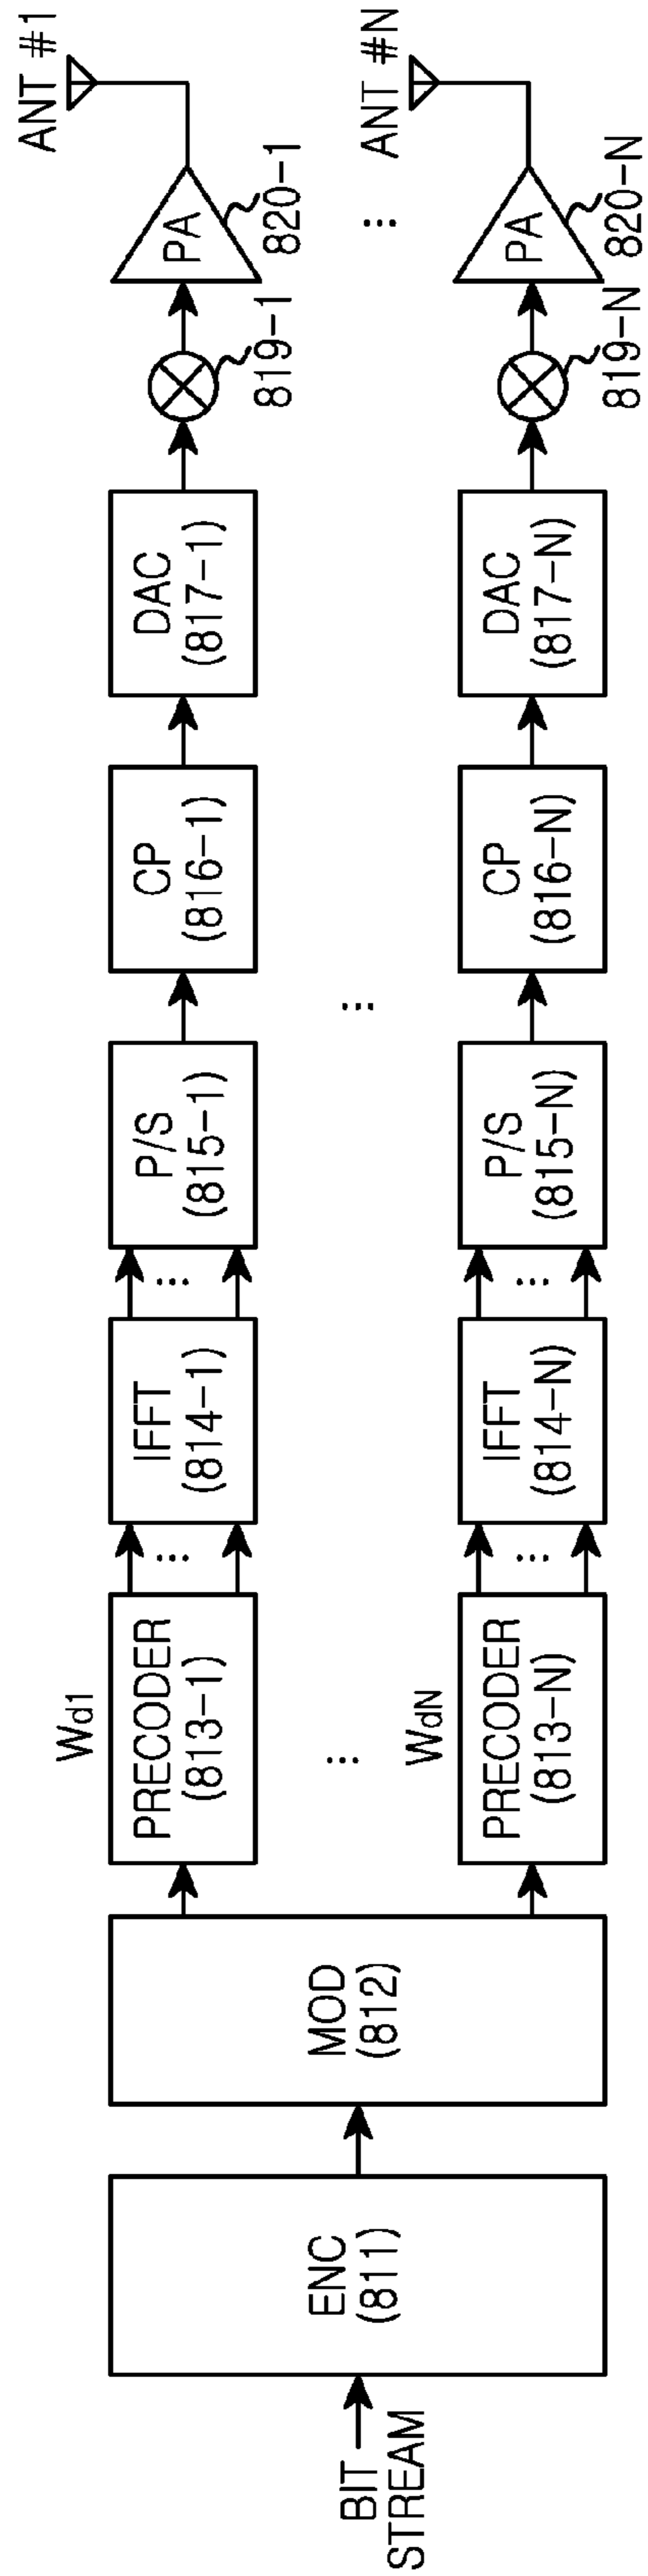 BIT
STREAM
ENC
(811)
MOD
(812)
Wd1
PRECODER
(813-1)
...
IFFT
(814-1)
...
P/S
(815-1)
CP
(816-1)
DAC
(817-1)
819-1
PA
820-1
ANT #1
...
...
...
WdN
PRECODER
(813-N)
...
IFFT
(814-N)
...
P/S
(815-N)
CP
(816-N)
DAC
(817-N)
819-N
PA
820-N
ANT #N